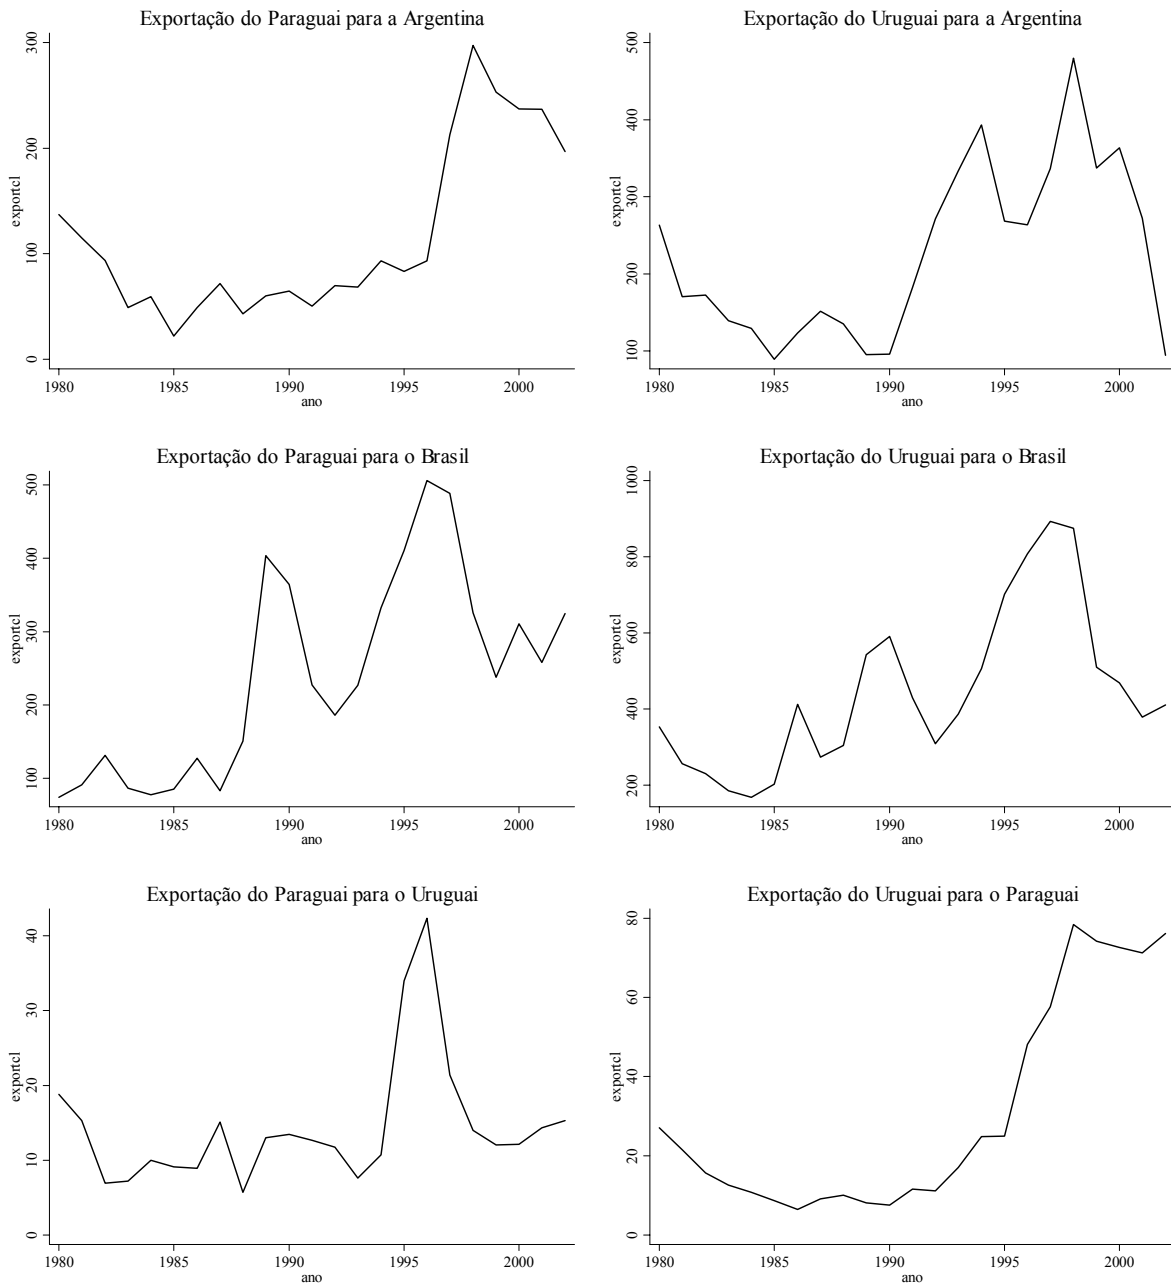 Exportação do Paraguai para a Argentina
exportcl
300
200
100
0
1980 1985 1990 1995 2000
ano
Exportação do Uruguai para a Argentina
exportcl
500
400
300
200
100
1980 1985 1990 1995 2000
ano
Exportação do Paraguai para o Brasil
exportcl
500
400
300
200
100
1980 1985 1990 1995 2000
ano
Exportação do Uruguai para o Brasil
exportcl
1000
800
600
400
200
1980 1985 1990 1995 2000
ano
Exportação do Paraguai para o Uruguai
exportcl
40
30
20
10
0
1980 1985 1990 1995 2000
ano
Exportação do Uruguai para o Paraguai
exportcl
80
60
40
20
0
1980 1985 1990 1995 2000
ano